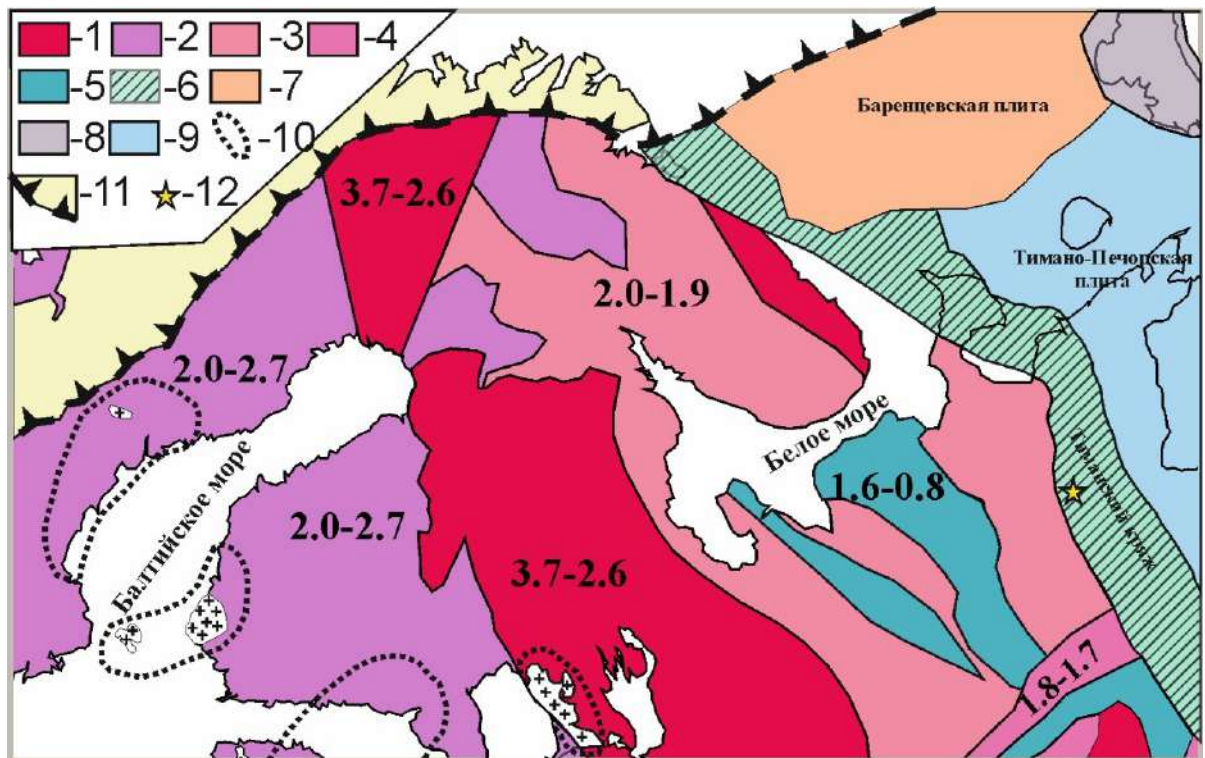 -1 -2 -3 -4
-5 -6 -7
-8 -9 -10
-11 -12
Баренцевская плита
3.7-2.6
Тимано-Печорская
плита
2.0-1.9
2.0-2.7
Белое море
1.6-0.8
Тиманский кряж
Балтийское море
2.0-2.7
3.7-2.6
1.8-1.7